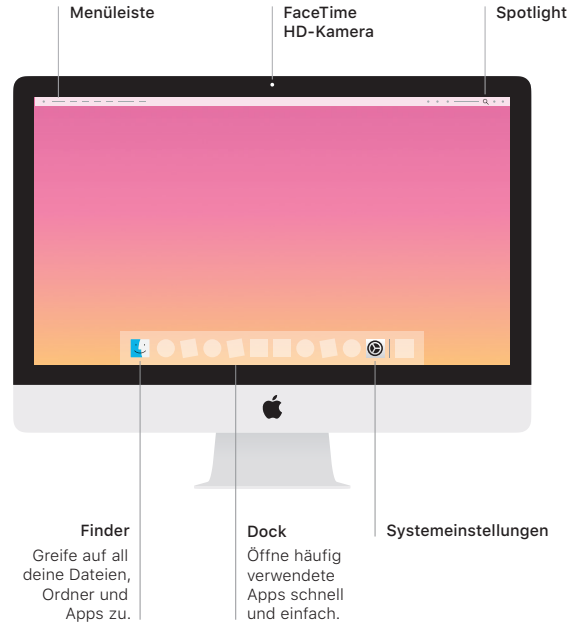 Menüleiste
FaceTime
HD-Kamera
Spotlight
Finder
Greife auf all
deine Dateien,
Ordner und
Apps zu.
Dock
Öffne häufig
verwendete
Apps schnell
und einfach.
Systemeinstellungen